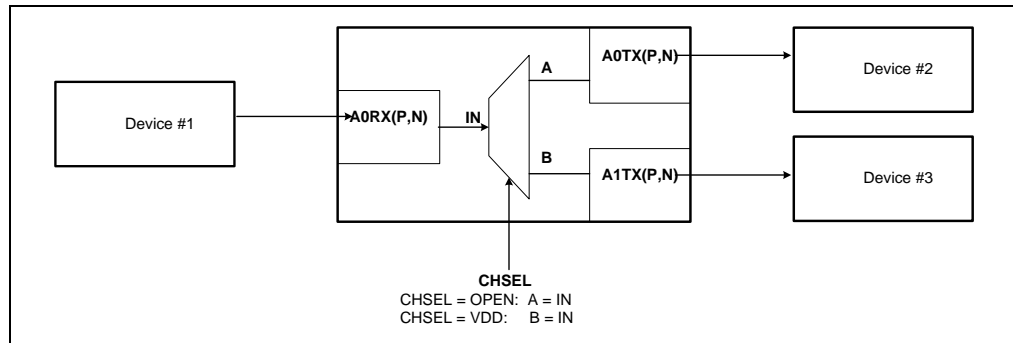 Device #1
A0RX(P,N)
IN
A
B
A0TX(P,N)
A1TX(P,N)
Device #2
Device #3
CHSEL
CHSEL = OPEN: A = IN
CHSEL = VDD: B = IN